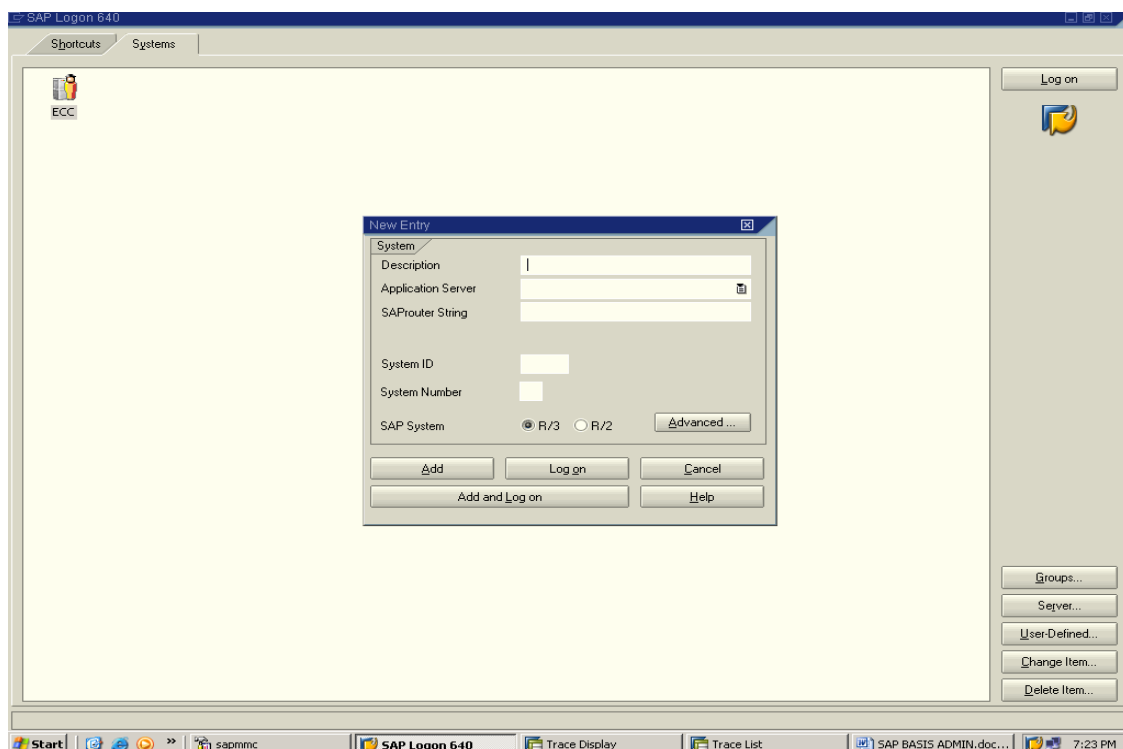 SAP Logon 640
Shortcuts Systems
Log on
ECC
New Entry
System
Description
Application Server
SAProuter String
System ID
System Number
SAP System R/3 R/2 Advanced ...
Add Log on Cancel
Add and Log on Help
Groups...
Server...
User-Defined...
Change Item...
Delete Item...
Start » sapmmc SAP Logon 640 Trace Display Trace List SAP BASIS ADMIN.doc... 7:23 PM